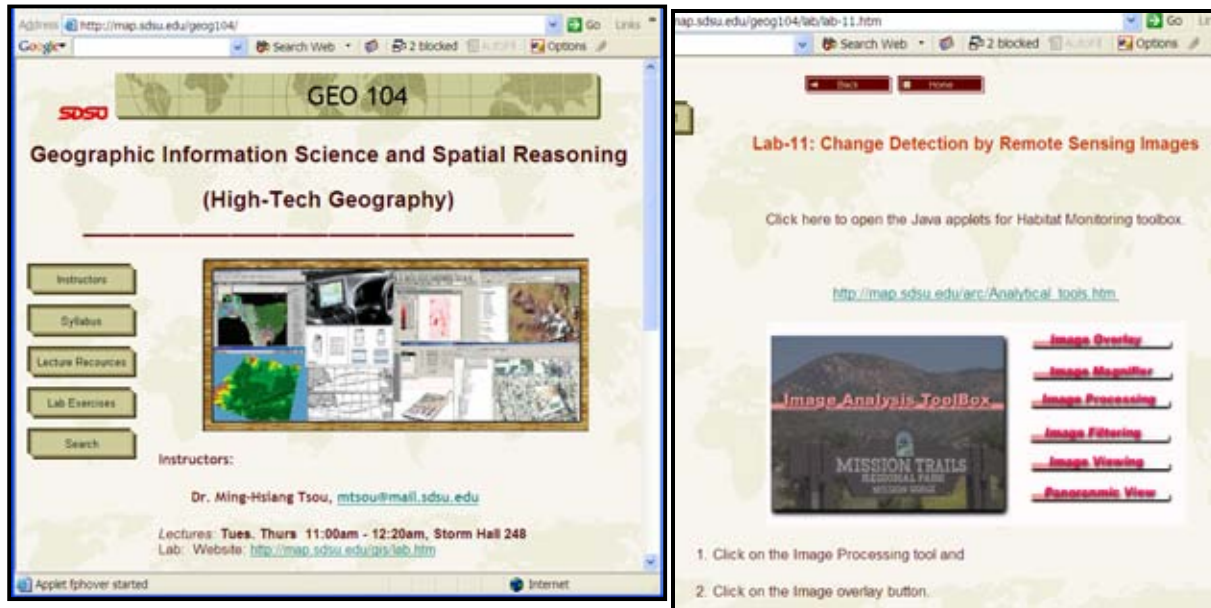 Address http://map.sdsu.edu/geog104/ Go Links
Google Search Web 2 blocked Options
SDSU
GEO 104
Geographic Information Science and Spatial Reasoning
(High-Tech Geography)
Instructors
Syllabus
Lecture Recources
Lab Exercises
Search
Instructors:
Dr. Ming-Hsiang Tsou, mtsou@mail.sdsu.edu
Lectures: Tues. Thurs 11:00am - 12:20am, Storm Hall 248
Lab: Website: http://map.sdsu.edu/gis/lab.htm
Applet fphover started Internet
map.sdsu.edu/geog104/lab/lab-11.htm Go
Search Web 2 blocked Options
Back Home
Lab-11: Change Detection by Remote Sensing Images
Click here to open the Java applets for Habitat Monitoring toolbox.
http://map.sdsu.edu/arc/Analytical_tools.htm
Image Analysis ToolBox
MISSION TRAILS
REGIONAL PARK
MISSION GORGE
Image Overlay
Image Magnifier
Image Processing
Image Filtering
Image Viewing
Panoranmic View
1. Click on the Image Processing tool and
2. Click on the Image overlay button.